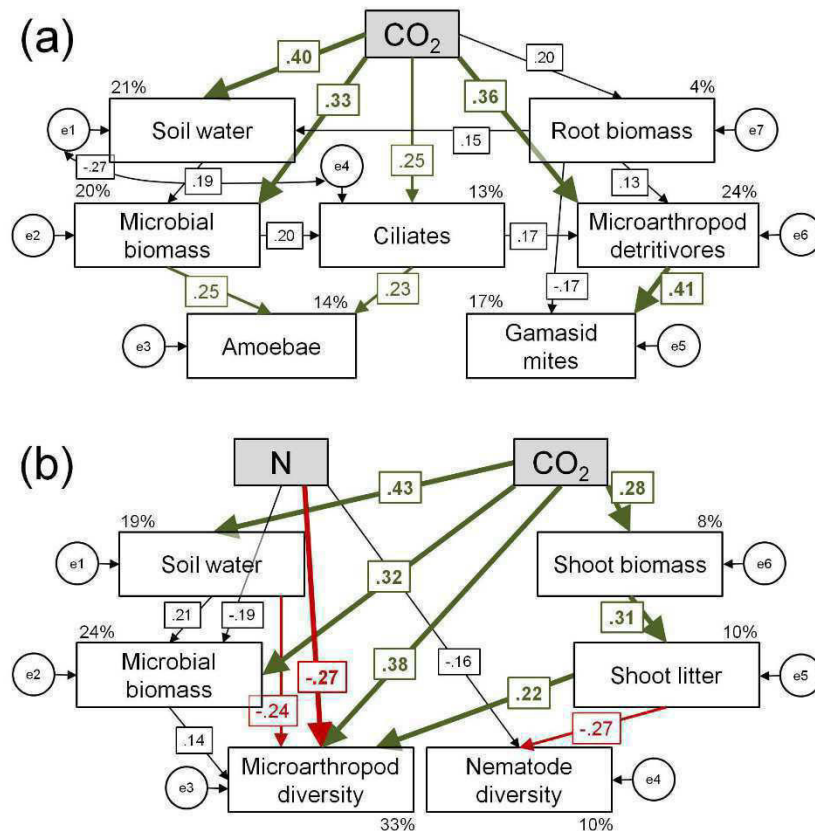 (a)
CO2
.40
.33
.36
.20
21%
4%
e1
Soil water
Root biomass
e7
.15
-.27
.19
e4
.25
.13
20%
13%
24%
e2
Microbial
biomass
.20
Ciliates
.17
Microarthropod
detritivores
e6
.25
.23
-.17
.41
14%
17%
e3
Amoebae
Gamasid
mites
e5
(b)
N
CO2
.43
.28
19%
8%
e1
Soil water
Shoot biomass
e6
.32
.21
-.19
.31
24%
10%
e2
Microbial
biomass
-.27
.38
-.16
Shoot litter
e5
.22
-.24
-.27
.14
e3
Microarthropod
diversity
Nematode
diversity
e4
33%
10%